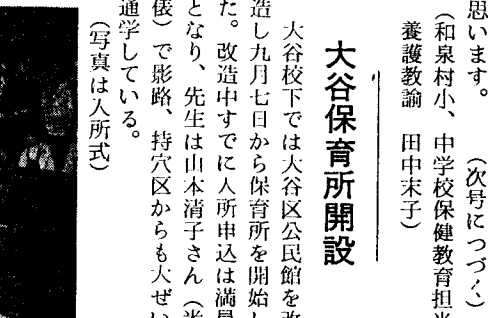 思います。　　（次号につづく）
（和泉村小、中学校保健教育担当
養護教諭　田中末子）
大谷保育所開設
大谷校下では大谷区公民館を改
造し九月七日から保育所を開始し
た。改造中すでに入所申込は満員
となり、先生は山本清子さん（米
俵）で影路、持穴区からも大ぜい
通学している。
（写真は入所式）